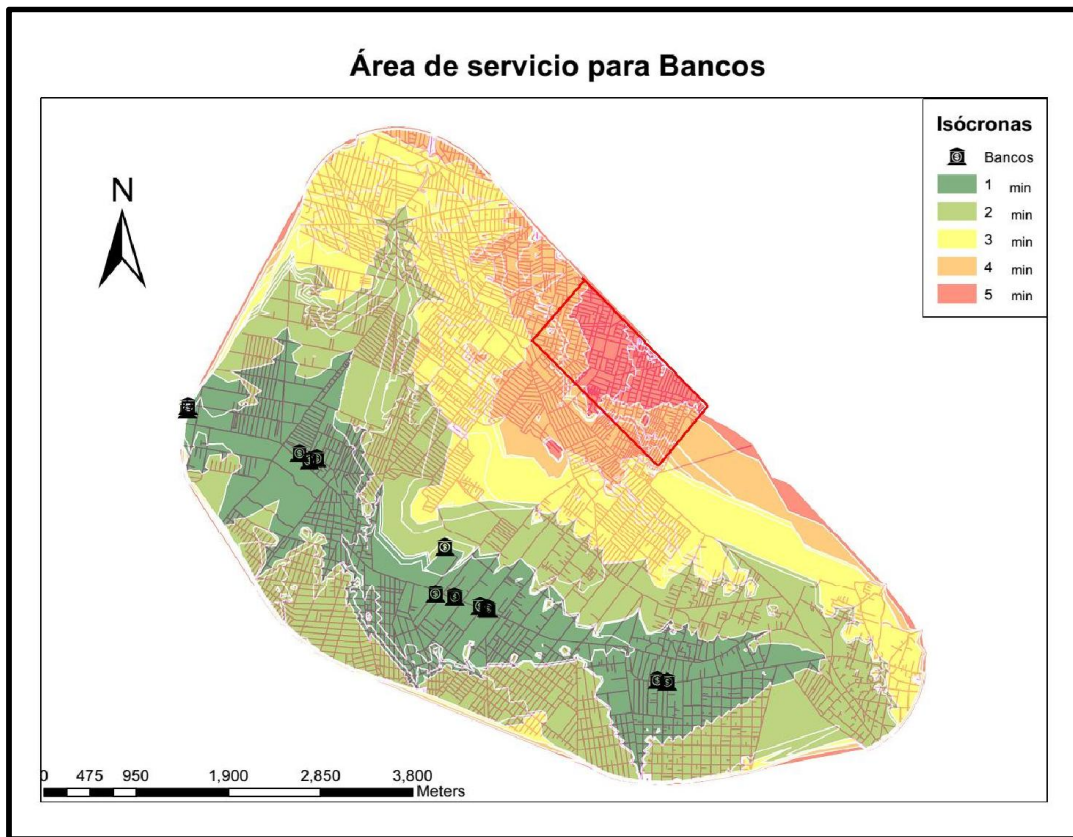 Área de servicio para Bancos
N
Isócronas
Bancos
1 min
2 min
3 min
4 min
5 min
0 475 950 1,900 2,850 3,800
Meters